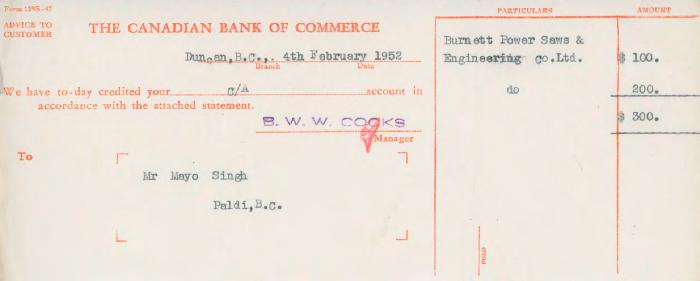 Form 119S-47
ADVICE TO
CUSTOMER
THE CANADIAN BANK OF COMMERCE
Duncan,B.C.,. 4th February 1952
Branch Date
We have to-day credited your C/A account in
accordance with the attached statement.
B. W. W. COOKS
Manager
To
Mr Mayo Singh
Paldi,B.C.
PARTICULARS AMOUNT
Burnett Power Saws &
Engineering Co.Ltd. $ 100.
do 200.
$ 300.
FOLD